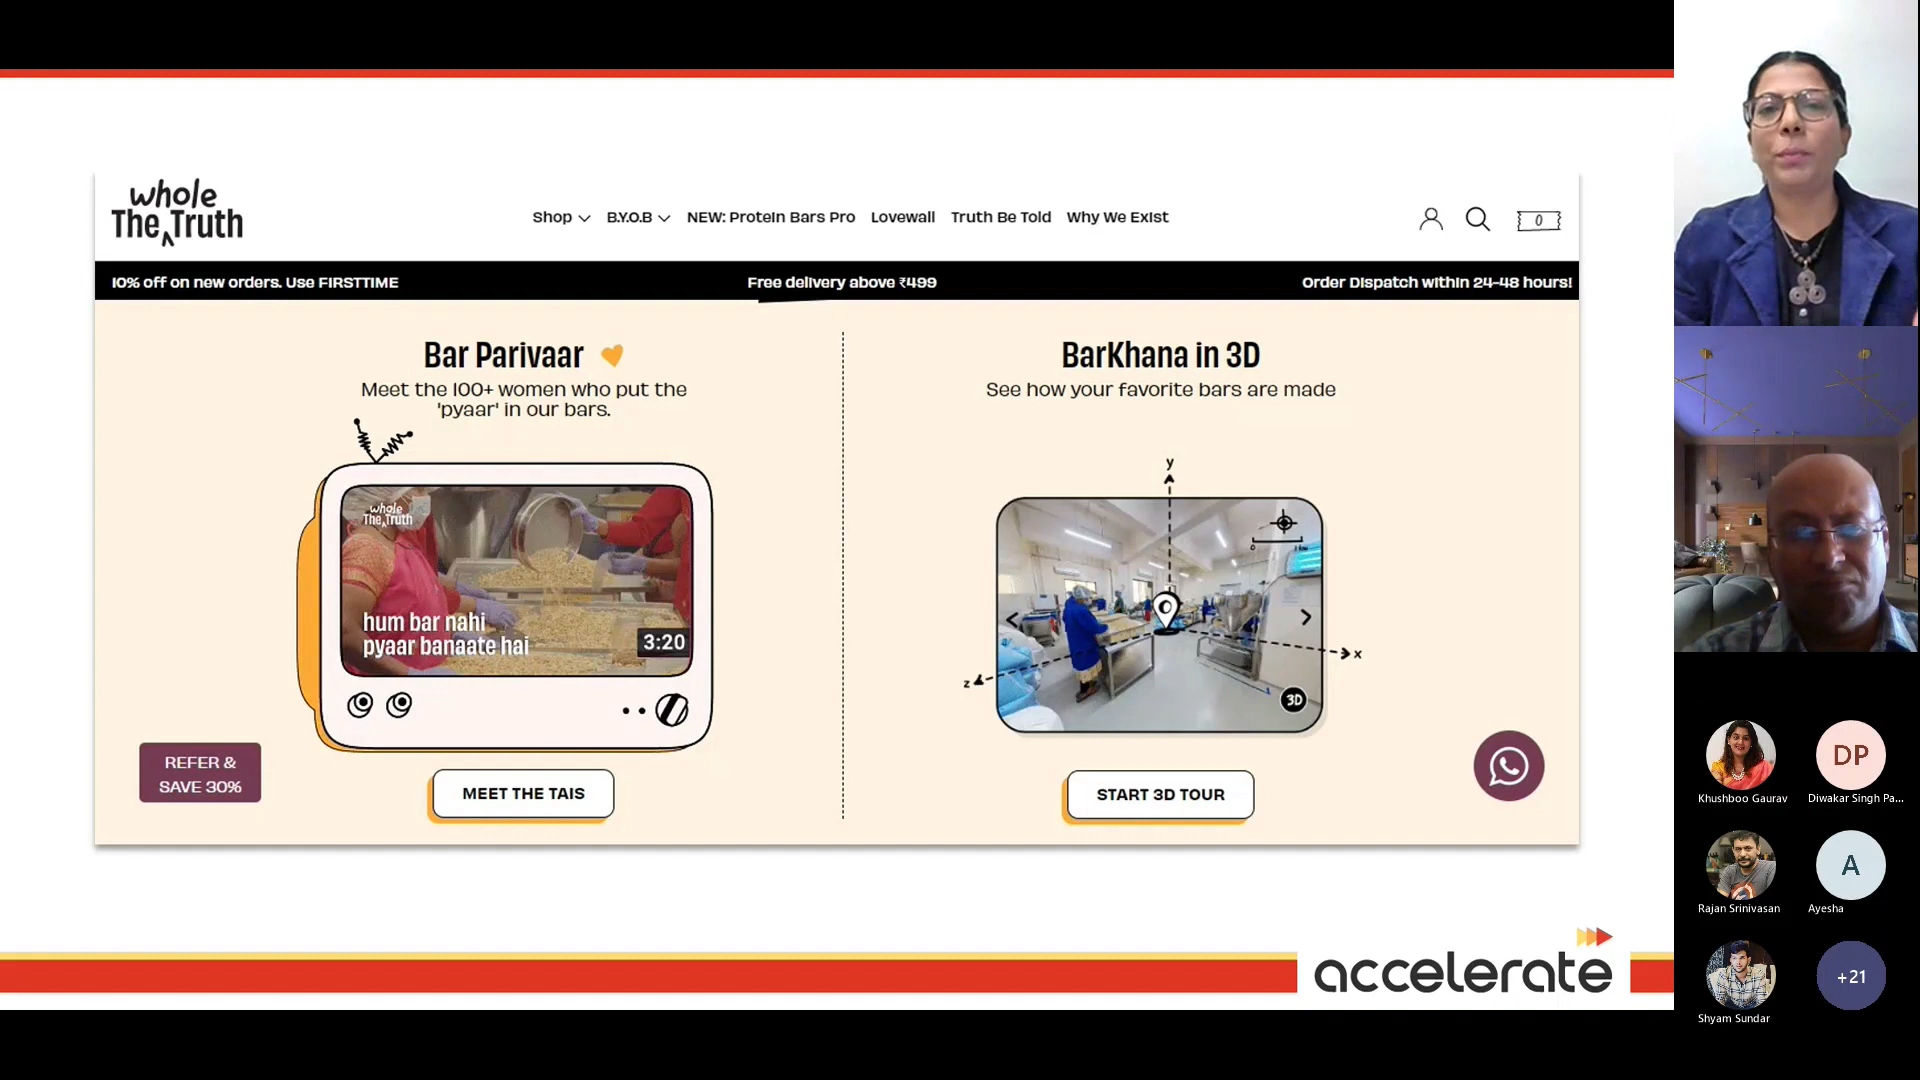 whole
The Truth
Shop
B.Y.O.B
NEW: Protein Bars Pro
Lovewall
Truth Be Told
Why We Exist
0
10% off on new orders. Use FIRSTTIME
Free delivery above ₹499
Order Dispatch within 24-48 hours!
Bar Parivaar
Meet the 100+ women who put the
'pyaar' in our bars.
whole
The Truth
hum bar nahi
pyaar banaate hai
3:20
REFER &
SAVE 30%
MEET THE TAIS
BarKhana in 3D
See how your favorite bars are made
y
x
z
3D
START 3D TOUR
accelerate
Khushboo Gaurav
DP
Diwakar Singh Pa...
Rajan Srinivasan
A
Ayesha
Shyam Sundar
+21